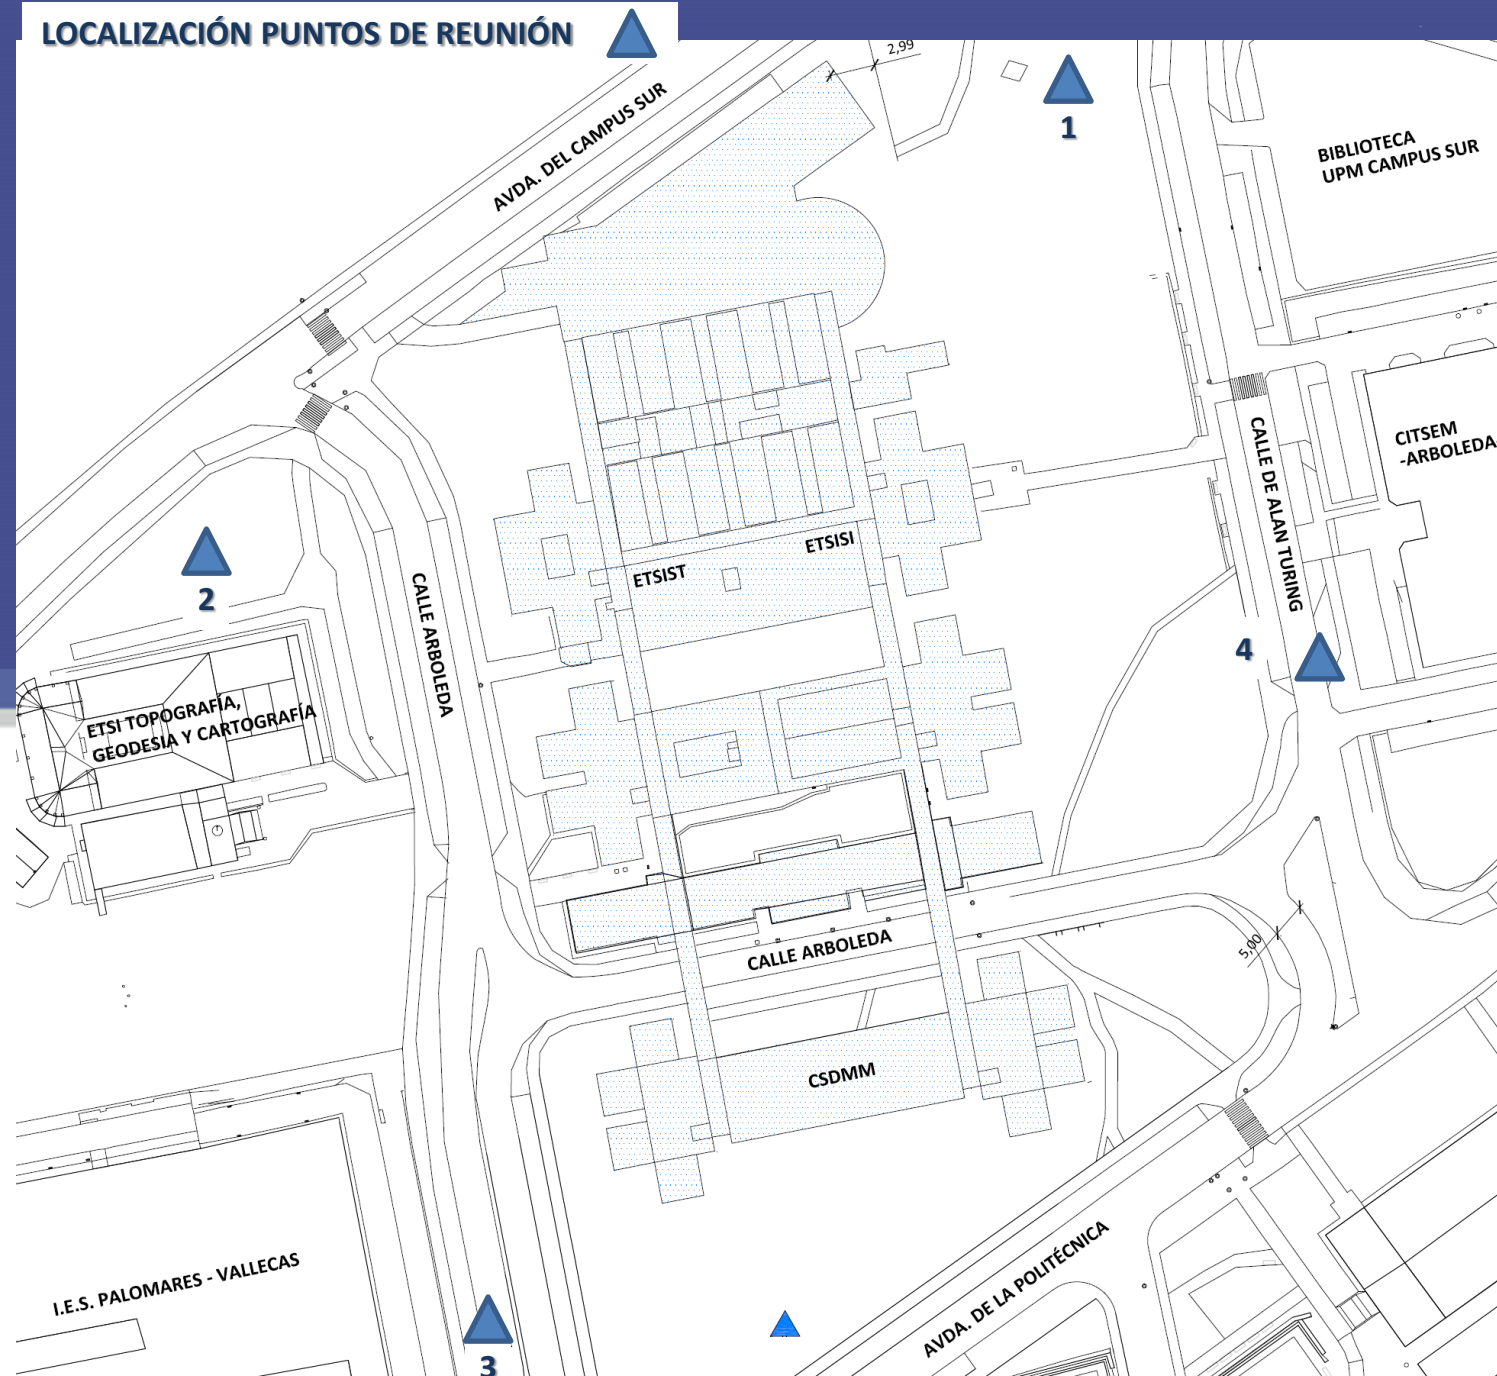 LOCALIZACIÓN PUNTOS DE REUNIÓN
2,99
AVDA. DEL CAMPUS SUR
1
BIBLIOTECA
UPM CAMPUS SUR
CITSEM
-ARBOLEDA
CALLE DE ALAN TURING
ETSISI
ETSIST
2
CALLE ARBOLEDA
4
ETSI TOPOGRAFÍA,
GEODESIA Y CARTOGRAFÍA
CALLE ARBOLEDA
5,00
CSDMM
AVDA. DE LA POLITÉCNICA
I.E.S. PALOMARES - VALLECAS
3